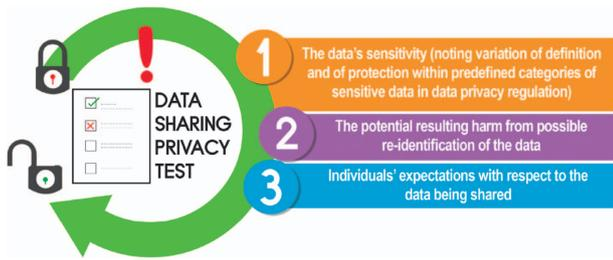 DATA
SHARING
PRIVACY
TEST
1
The data's sensitivity (noting variation of definition
and of protection within predefined categories of
sensitive data in data privacy regulation)
2
The potential resulting harm from possible
re-identification of the data
3
Individuals' expectations with respect to the
data being shared